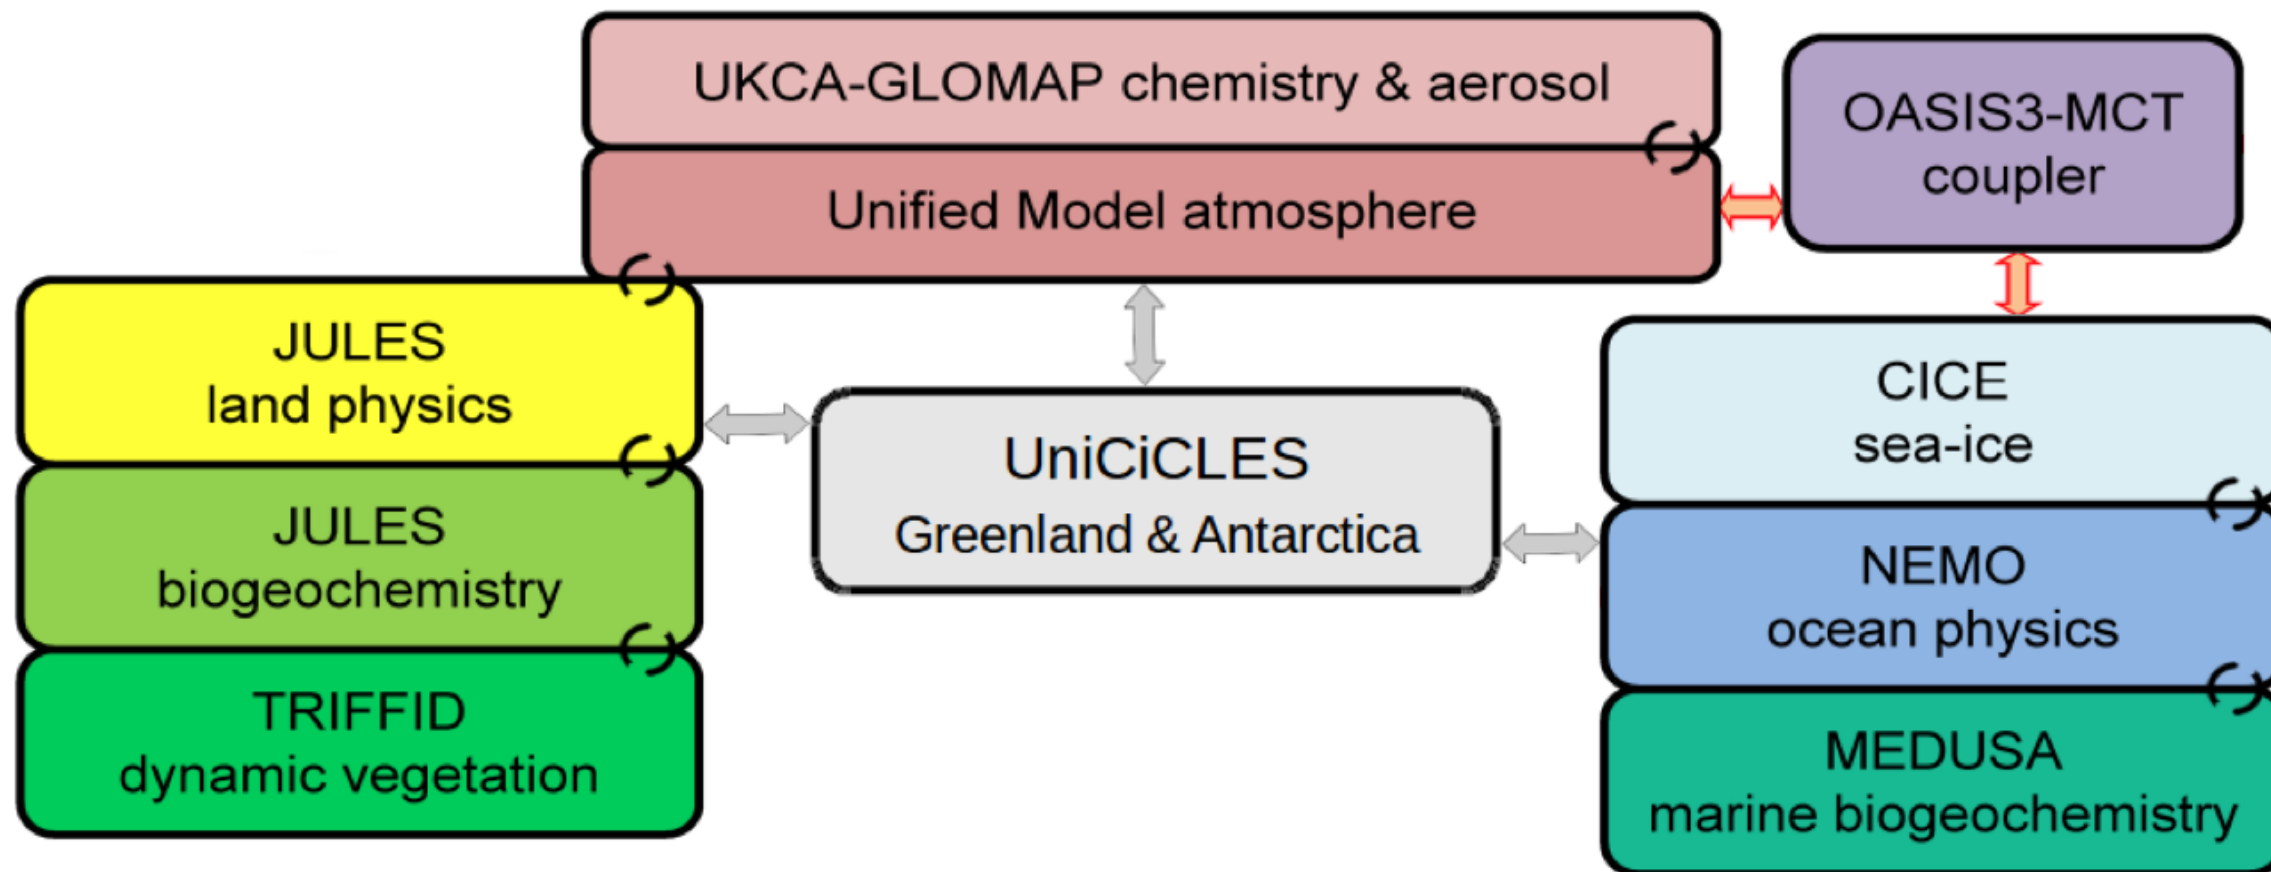 UKCA-GLOMAP chemistry & aerosol
Unified Model atmosphere
OASIS3-MCT
coupler
JULES
land physics
JULES
biogeochemistry
TRIFFID
dynamic vegetation
UniCiCLES
Greenland & Antarctica
CICE
sea-ice
NEMO
ocean physics
MEDUSA
marine biogeochemistry